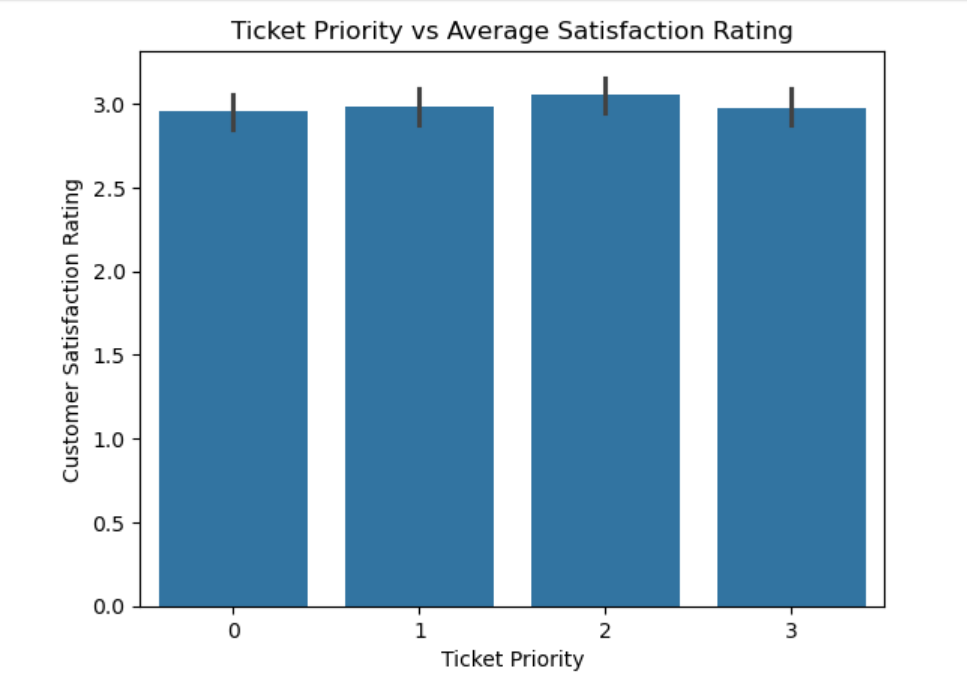 Ticket Priority vs Average Satisfaction Rating
Customer Satisfaction Rating
3.0
2.5
2.0
1.5
1.0
0.5
0.0
0 1 2 3
Ticket Priority